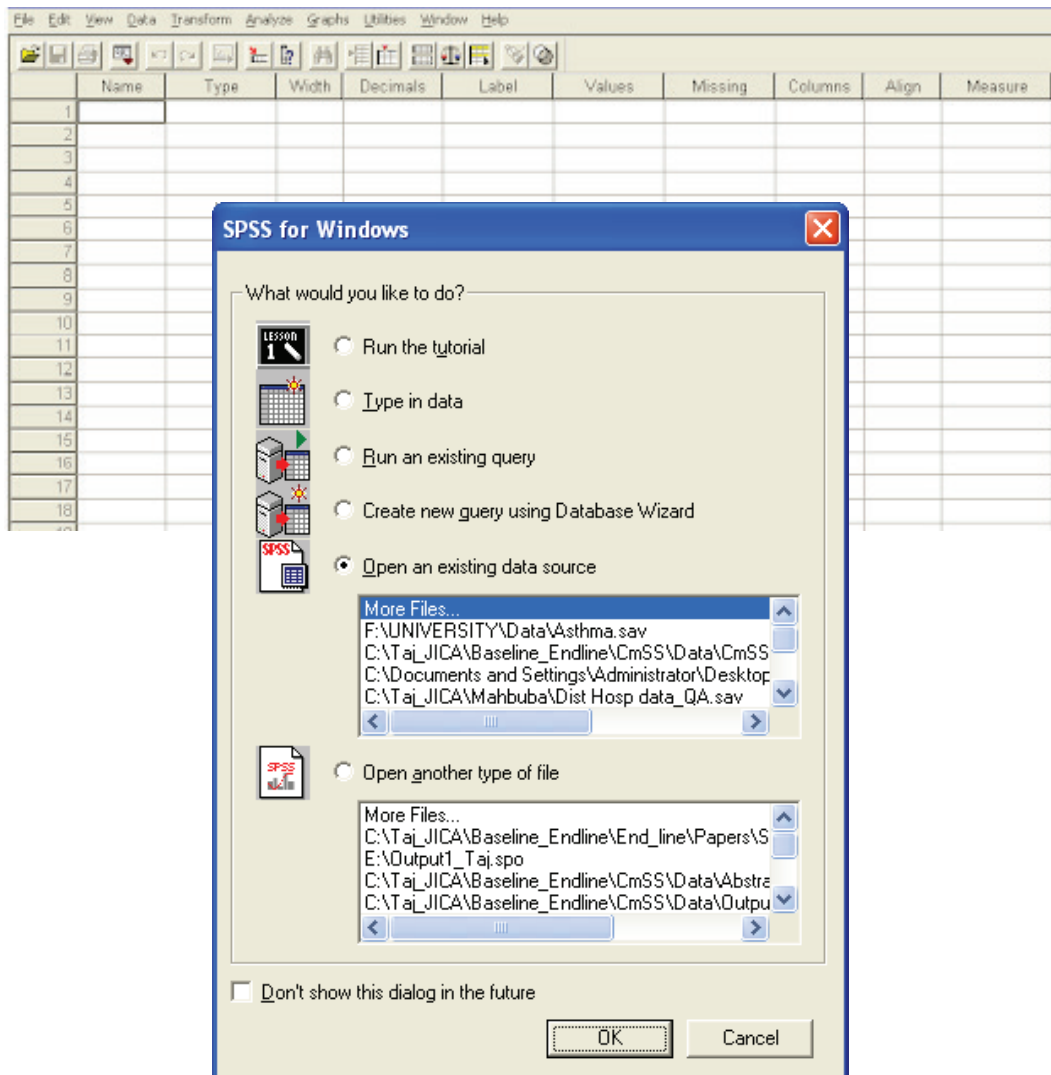 File Edit View Data Transform Analyze Graphs Utilities Window Help
Name Type Width Decimals Label Values Missing Columns Align Measure
1
2
3
4
5
6
7
8
9
10
11
12
13
14
15
16
17
18
SPSS for Windows
What would you like to do?
LESSON
1
Run the tutorial
Type in data
Run an existing query
Create new query using Database Wizard
SPSS
Open an existing data source
More Files...
F:\UNIVERSITY\Data\Asthma.sav
C:\Taj_JICA\Baseline_Endline\CmSS\Data\CmSS
C:\Documents and Settings\Administrator\Desktop
C:\Taj_JICA\Mahbuba\Dist Hosp data_QA.sav
SPSS
Open another type of file
More Files...
C:\Taj_JICA\Baseline_Endline\End_line\Papers\S
E:\Output1_Taj.spo
C:\Taj_JICA\Baseline_Endline\CmSS\Data\Abstra
C:\Taj_JICA\Baseline_Endline\CmSS\Data\Outpu
Don't show this dialog in the future
OK Cancel